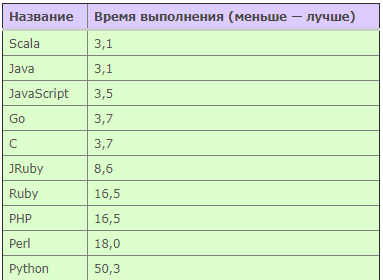 Название Время выполнения (меньше — лучше)
Scala 3,1
Java 3,1
JavaScript 3,5
Go 3,7
C 3,7
JRuby 8,6
Ruby 16,5
PHP 16,5
Perl 18,0
Python 50,3